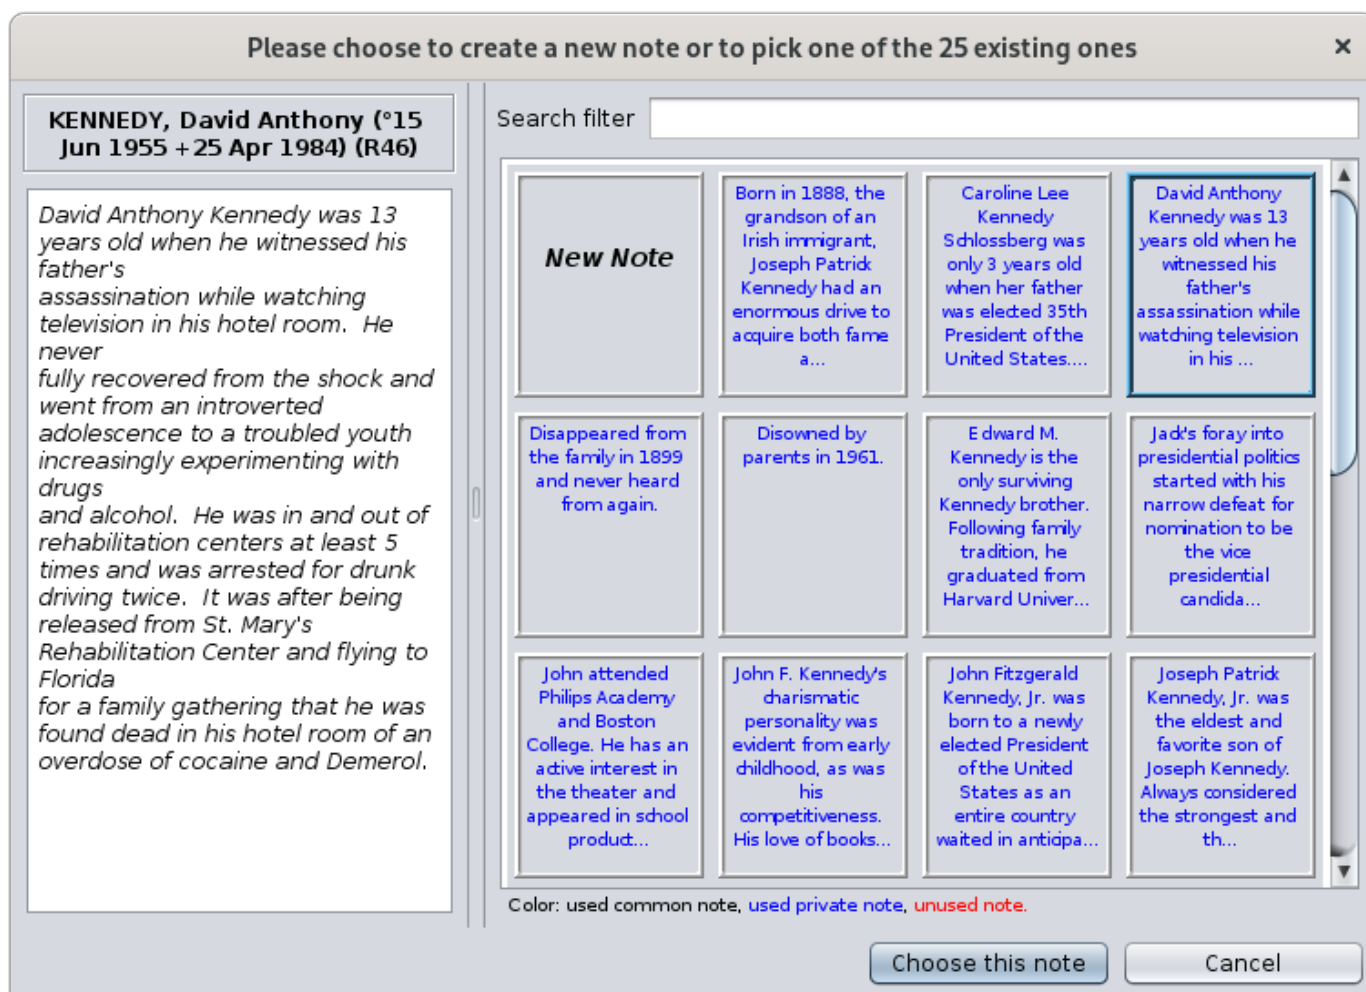 Please choose to create a new note or to pick one of the 25 existing ones
KENNEDY, David Anthony (°15
Jun 1955 +25 Apr 1984) (R46)
David Anthony Kennedy was 13
years old when he witnessed his
father's
assassination while watching
television in his hotel room.  He
never
fully recovered from the shock and
went from an introverted
adolescence to a troubled youth
increasingly experimenting with
drugs
and alcohol.  He was in and out of
rehabilitation centers at least 5
times and was arrested for drunk
driving twice.  It was after being
released from St. Mary's
Rehabilitation Center and flying to
Florida
for a family gathering that he was
found dead in his hotel room of an
overdose of cocaine and Demerol.
Search filter
New Note
Born in 1888, the
grandson of an
Irish immigrant,
Joseph Patrick
Kennedy had an
enormous drive to
acquire both fame
a...
Caroline Lee
Kennedy
Schlossberg was
only 3 years old
when her father
was elected 35th
President of the
United States....
David Anthony
Kennedy was 13
years old when he
witnessed his
father's
assassination while
watching television
in his ...
Disappeared from
the family in 1899
and never heard
from again.
Disowned by
parents in 1961.
Edward M.
Kennedy is the
only surviving
Kennedy brother.
Following family
tradition, he
graduated from
Harvard Univer...
Jack's foray into
presidential politics
started with his
narrow defeat for
nomination to be
the vice
presidential
candida...
John attended
Philips Academy
and Boston
College. He has an
active interest in
the theater and
appeared in school
product...
John F. Kennedy's
charismatic
personality was
evident from early
childhood, as was
his
competitiveness.
His love of books...
John Fitzgerald
Kennedy, Jr. was
born to a newly
elected President
of the United
States as an
entire country
waited in anticipa...
Joseph Patrick
Kennedy, Jr. was
the eldest and
favorite son of
Joseph Kennedy.
Always considered
the strongest and
th...
Color: used common note, used private note, unused note.
Choose this note
Cancel